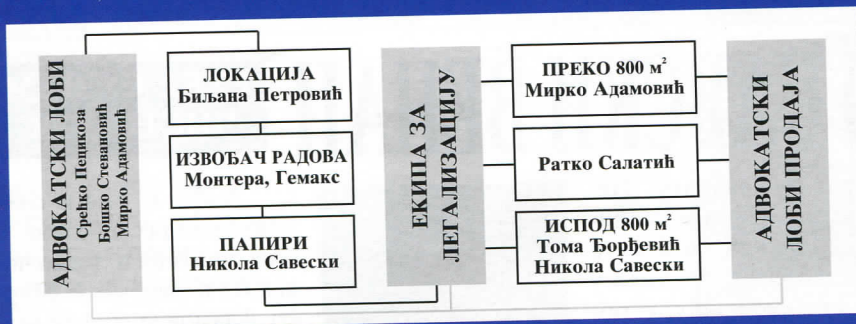 АДВОКАТСКИ ЛОБИ
Срећко Пецикоза
Бошко Стевановић
Мирко Адамовић
ЛОКАЦИЈА
Биљана Петровић
ИЗВОЂАЧ РАДОВА
Монтера, Гемакс
ПАПИРИ
Никола Савески
ЕКИПА ЗА
ЛЕГАЛИЗАЦИЈУ
ПРЕКО 800 м²
Мирко Адамовић
Ратко Салатић
ИСПОД 800 м²
Тома Ђорђевић
Никола Савески
АДВОКАТСКИ
ЛОБИ ПРОДАЈА